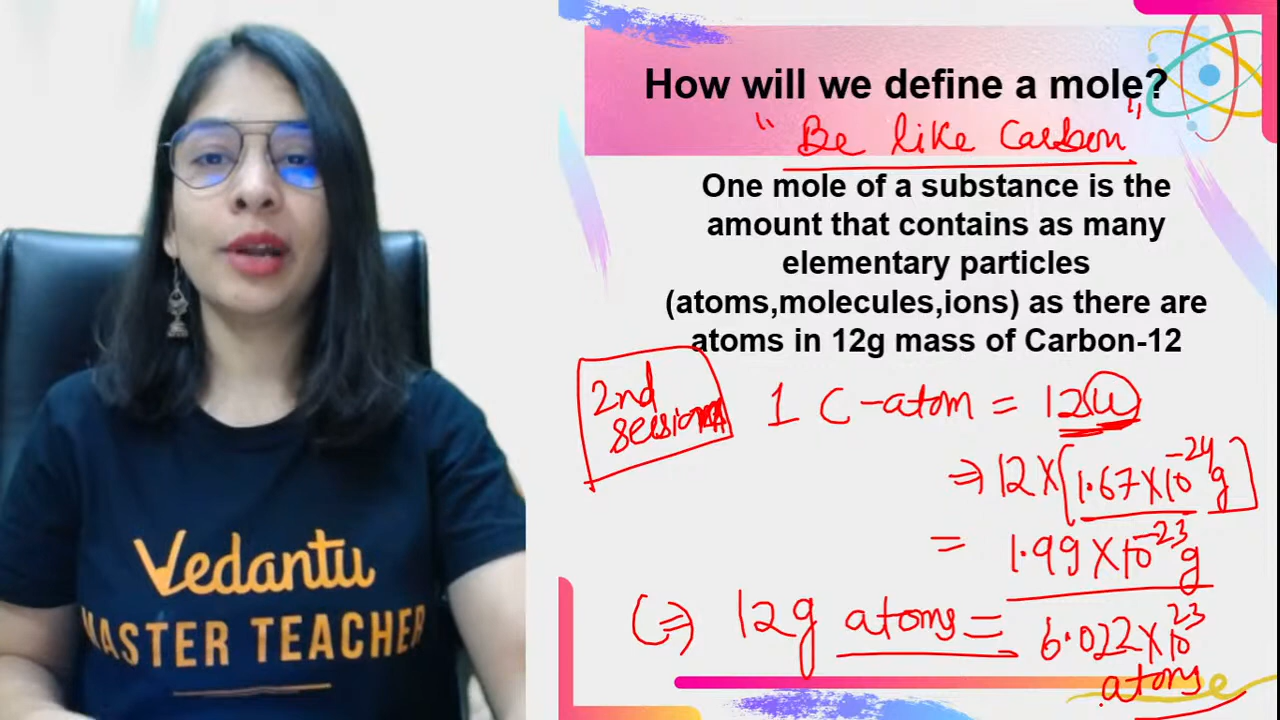 How will we define a mole?
" Be like Carbon "
One mole of a substance is the
amount that contains as many
elementary particles
(atoms,molecules,ions) as there are
atoms in 12g mass of Carbon-12
2nd
session
1 C-atom = 12u
⇒ 12 X [1.67 X 10⁻²⁴g]
= 1.99 X 10⁻²³g
C ⇒ 12g atoms = 6.022 X 10²³
atoms
Vedantu
MASTER TEACHER